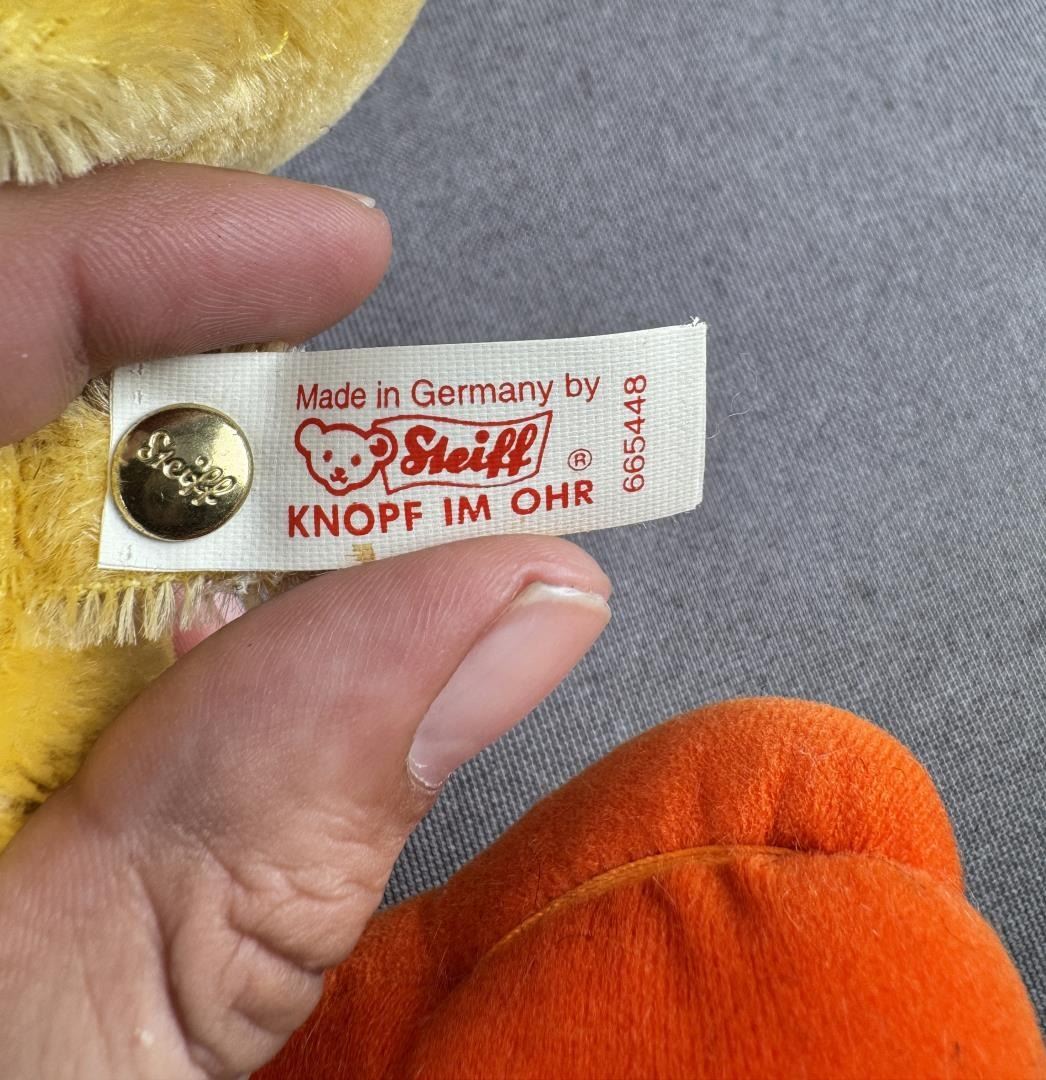 Steiff
Made in Germany by
Steiff ®
KNOPF IM OHR
665448